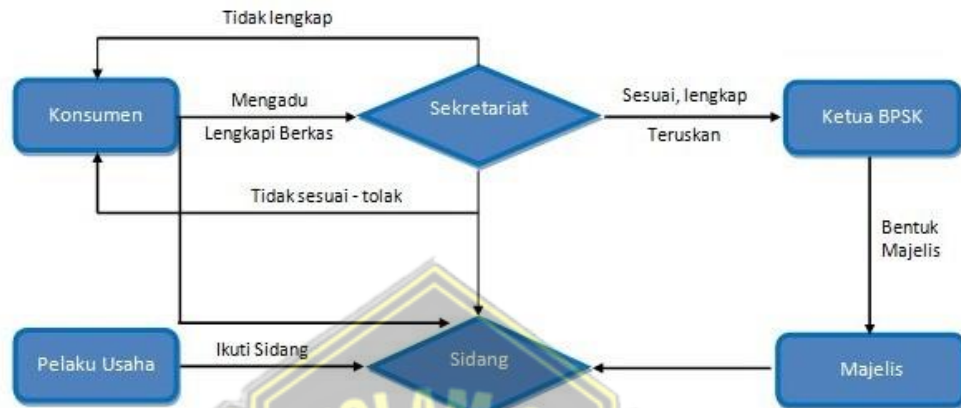 Tidak lengkap
Konsumen
Mengadu
Lengkapi Berkas
Sekretariat
Sesuai, lengkap
Teruskan
Ketua BPSK
Tidak sesuai - tolak
Bentuk
Majelis
Pelaku Usaha
Ikuti Sidang
Sidang
Majelis